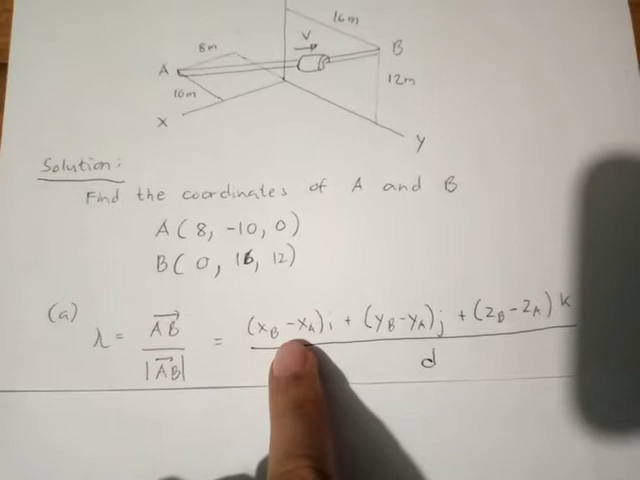 16m
V
8m
A
B
12m
10m
X
y
Solution:
Find the coordinates of A and B
A(8, -10, 0)
B(0, 16, 12)
(a) λ = AB / |AB| = (xB - xA)i + (yB - yA)j + (zB - zA)k / d